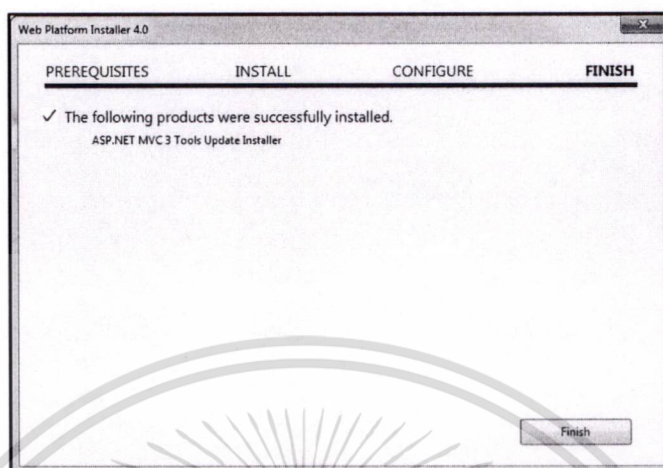 Web Platform Installer 4.0
PREREQUISITES INSTALL CONFIGURE FINISH
✓ The following products were successfully installed.
ASP.NET MVC 3 Tools Update Installer
Finish